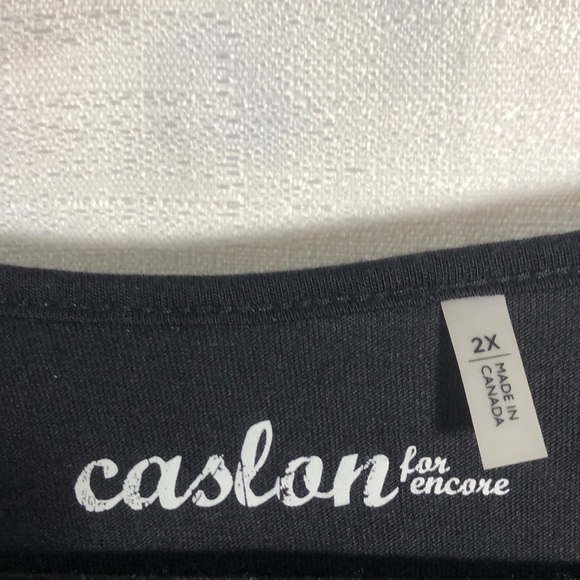 2X
MADE IN
CANADA
caslon for
encore